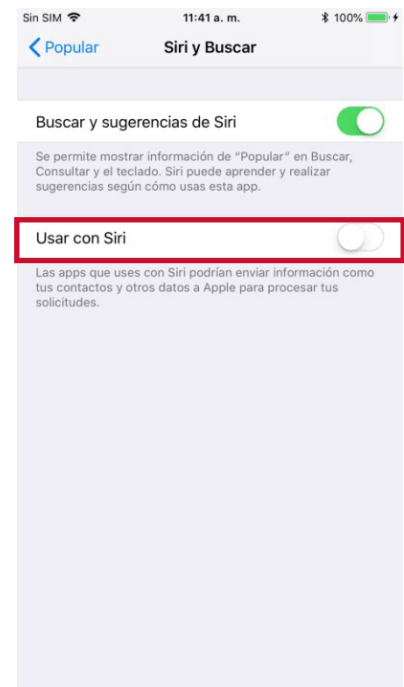 Sin SIM 11:41 a. m. 100%
Popular Siri y Buscar
Buscar y sugerencias de Siri
Se permite mostrar información de “Popular” en Buscar,
Consultar y el teclado. Siri puede aprender y realizar
sugerencias según cómo usas esta app.
Usar con Siri
Las apps que uses con Siri podrían enviar información como
tus contactos y otros datos a Apple para procesar tus
solicitudes.